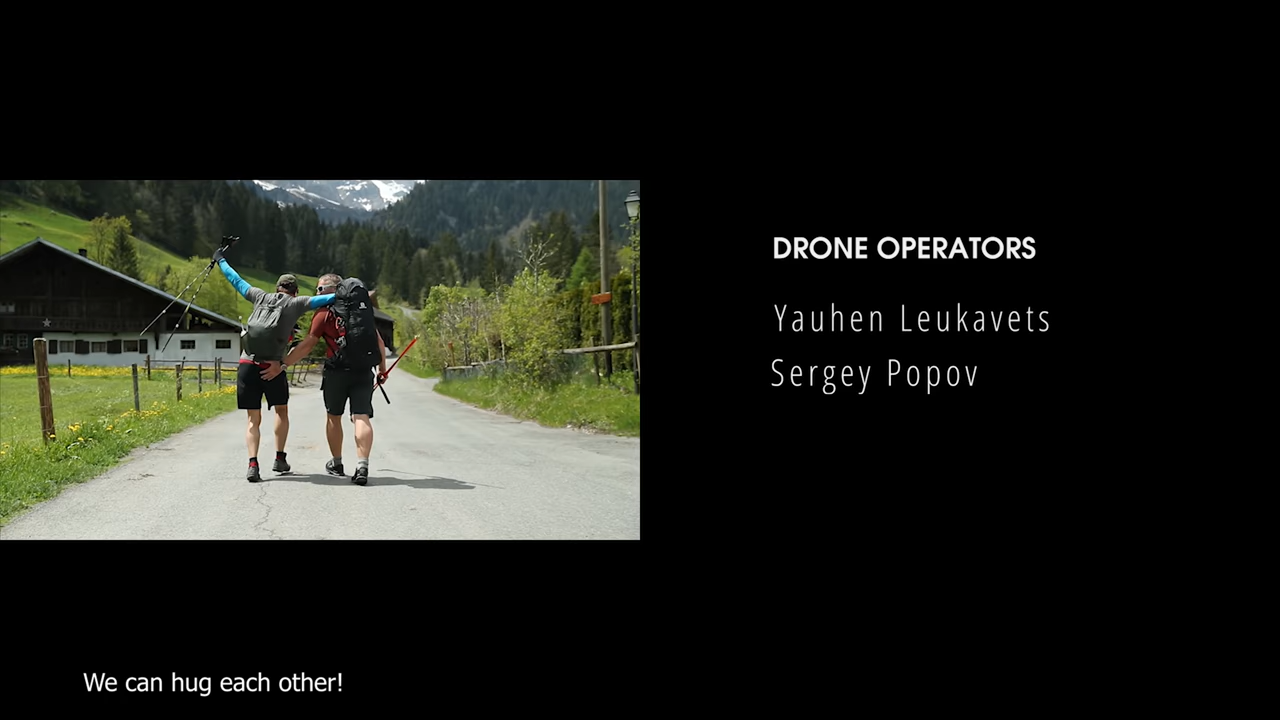 DRONE OPERATORS
Yauhen Leukavets
Sergey Popov
We can hug each other!